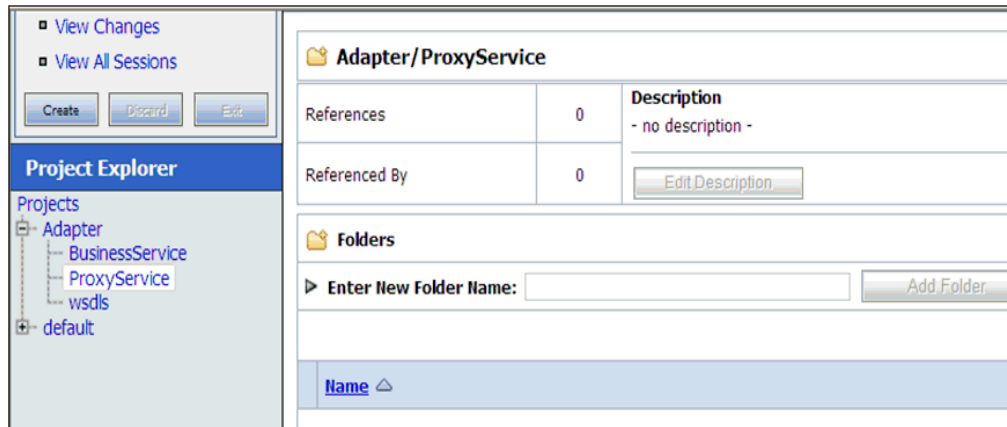 View Changes
View All Sessions
Create Discard Exit
Project Explorer
Projects
Adapter
BusinessService
ProxyService
wsdls
default
Adapter/ProxyService
References 0
Referenced By 0
Description
- no description -
Edit Description
Folders
Enter New Folder Name: Add Folder
Name